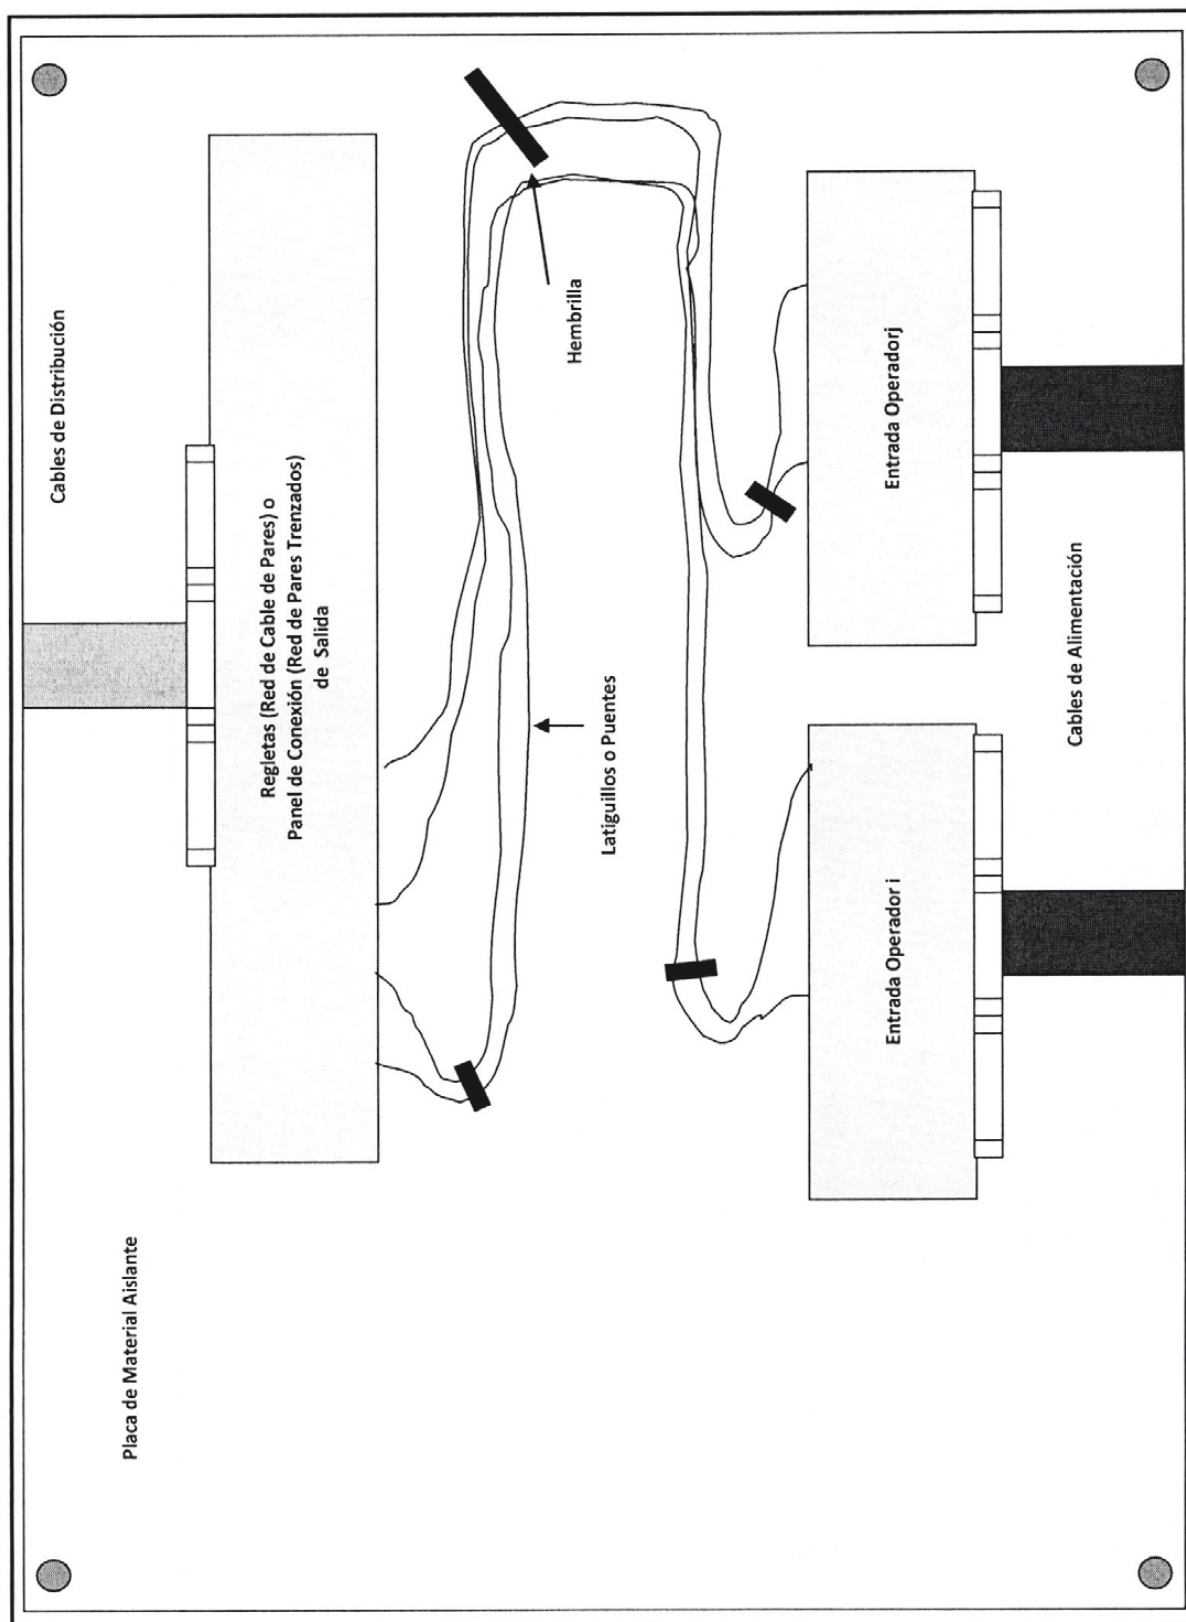 Cables de Distribución
Regletas (Red de Cable de Pares) o
Panel de Conexión (Red de Pares Trenzados)
de Salida
Hembrilla
Latiguillos o Puentes
Entrada Operadorj
Entrada Operador i
Cables de Alimentación
Placa de Material Aislante